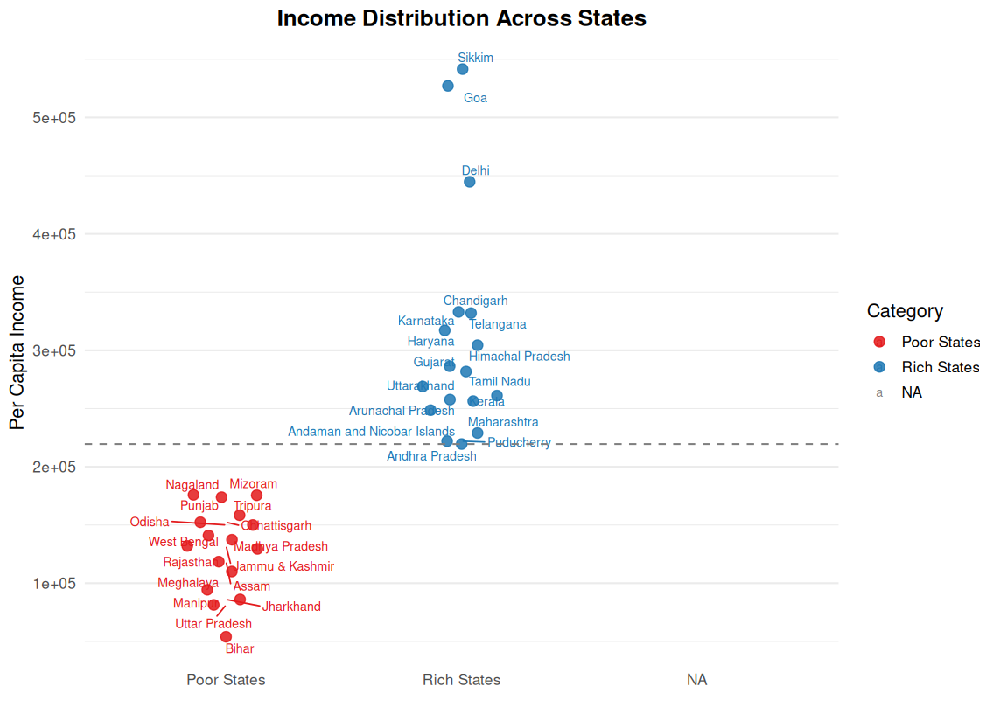 Income Distribution Across States
Sikkim
Goa
5e+05
Delhi
4e+05
Per Capita Income
Chandigarh
Karnataka
Telangana
Haryana
3e+05
Himachal Pradesh
Gujarat
Tamil Nadu
Uttarakhand
Kerala
Arunachal Pradesh
Maharashtra
Andaman and Nicobar Islands
Puducherry
Andhra Pradesh
2e+05
Nagaland
Mizoram
Punjab
Tripura
Odisha
Chhattisgarh
West Bengal
Madhya Pradesh
Rajasthan
Jammu & Kashmir
1e+05
Meghalaya
Assam
Manipur
Jharkhand
Uttar Pradesh
Bihar
Poor States
Rich States
NA
Category
a Poor States
a Rich States
a NA